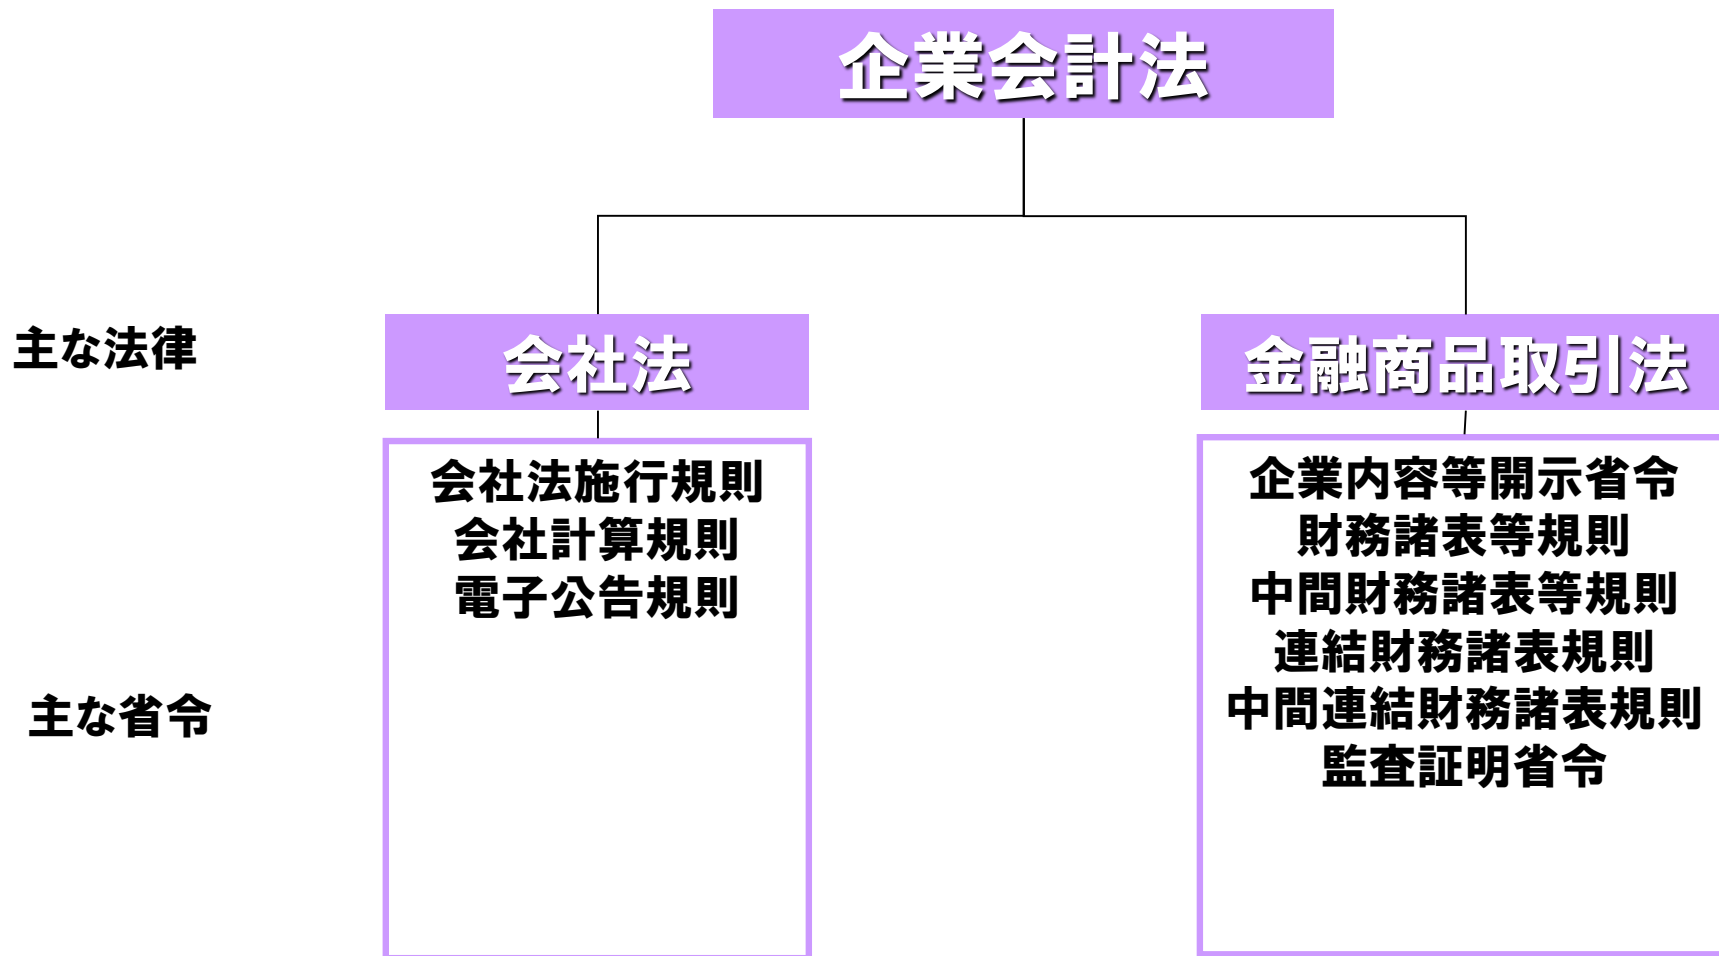 企業会計法
主な法律
会社法
金融商品取引法
主な省令
会社法施行規則
会社計算規則
電子公告規則
企業内容等開示省令
財務諸表等規則
中間財務諸表等規則
連結財務諸表規則
中間連結財務諸表規則
監査証明省令